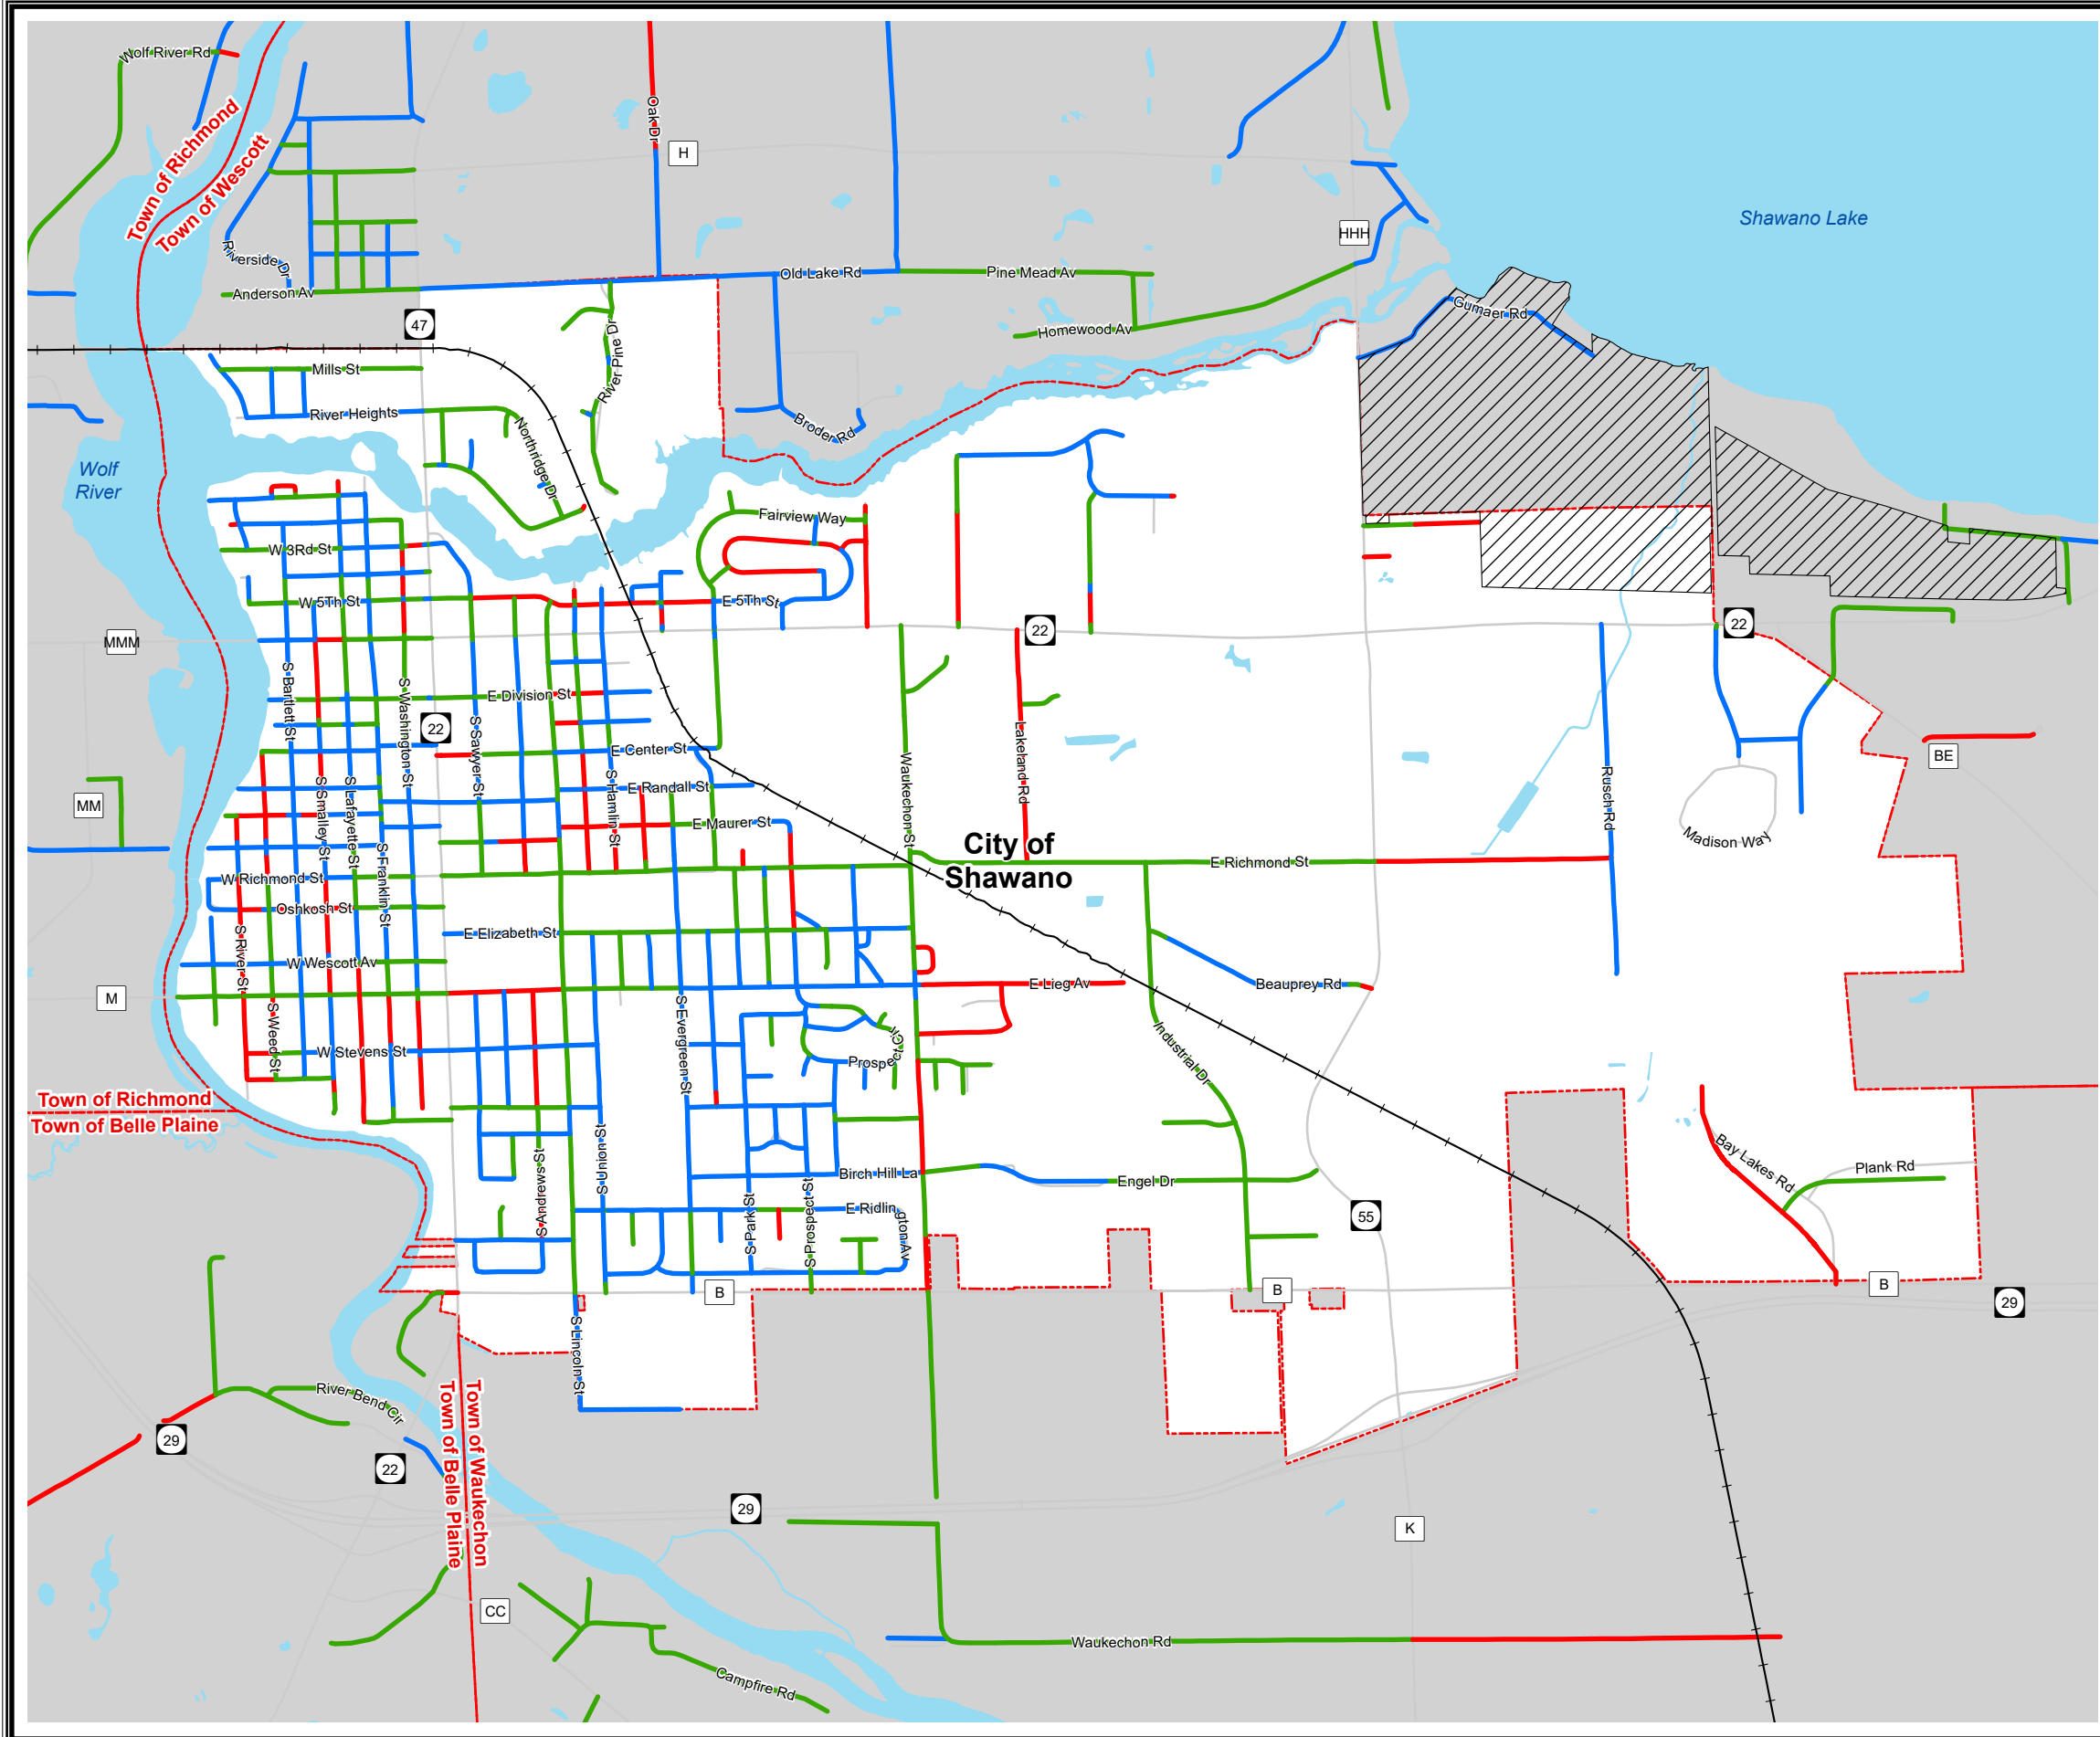 Wolf River Rd
Town of Richmond
Town of Wescott
Oak Dr
H
Shawano Lake
HHH
Riverside Dr
Anderson Av
Old Lake Rd
Pine Mead Av
Homewood Av
Gumaer Rd
47
River Pine Dr
Mills St
River Heights
Northridge Dr
Broder Rd
Wolf
River
Fairview Way
W 3Rd St
W 5Th St
E 5Th St
MMM
22
22
S Bartlett St
S Washington St
E Division St
22
S Sawyer St
E Center St
Waukechon St
Lakeland Rd
Rusch Rd
BE
MM
S Smalley St
S Lafayette St
S Hamlin St
E Randall St
E Maurer St
Madison Way
City of
Shawano
S Franklin St
E Richmond St
W Richmond St
Oshkosh St
E Elizabeth St
S River St
W Wescott Av
M
E Lieg Av
Beauprey Rd
S Weed St
S Evergreen St
W Stevens St
Prospect Cir
Industrial Dr
Town of Richmond
Town of Belle Plaine
S Andrews St
S Union St
Birch Hill La
Engel Dr
Bay Lakes Rd
Plank Rd
S Park St
S Prospect St
E Ridlington Av
55
B
B
B
29
S Lincoln St
River Bend Cir
29
22
Town of Belle Plaine
Town of Waukechon
29
K
CC
Waukechon Rd
Campfire Rd